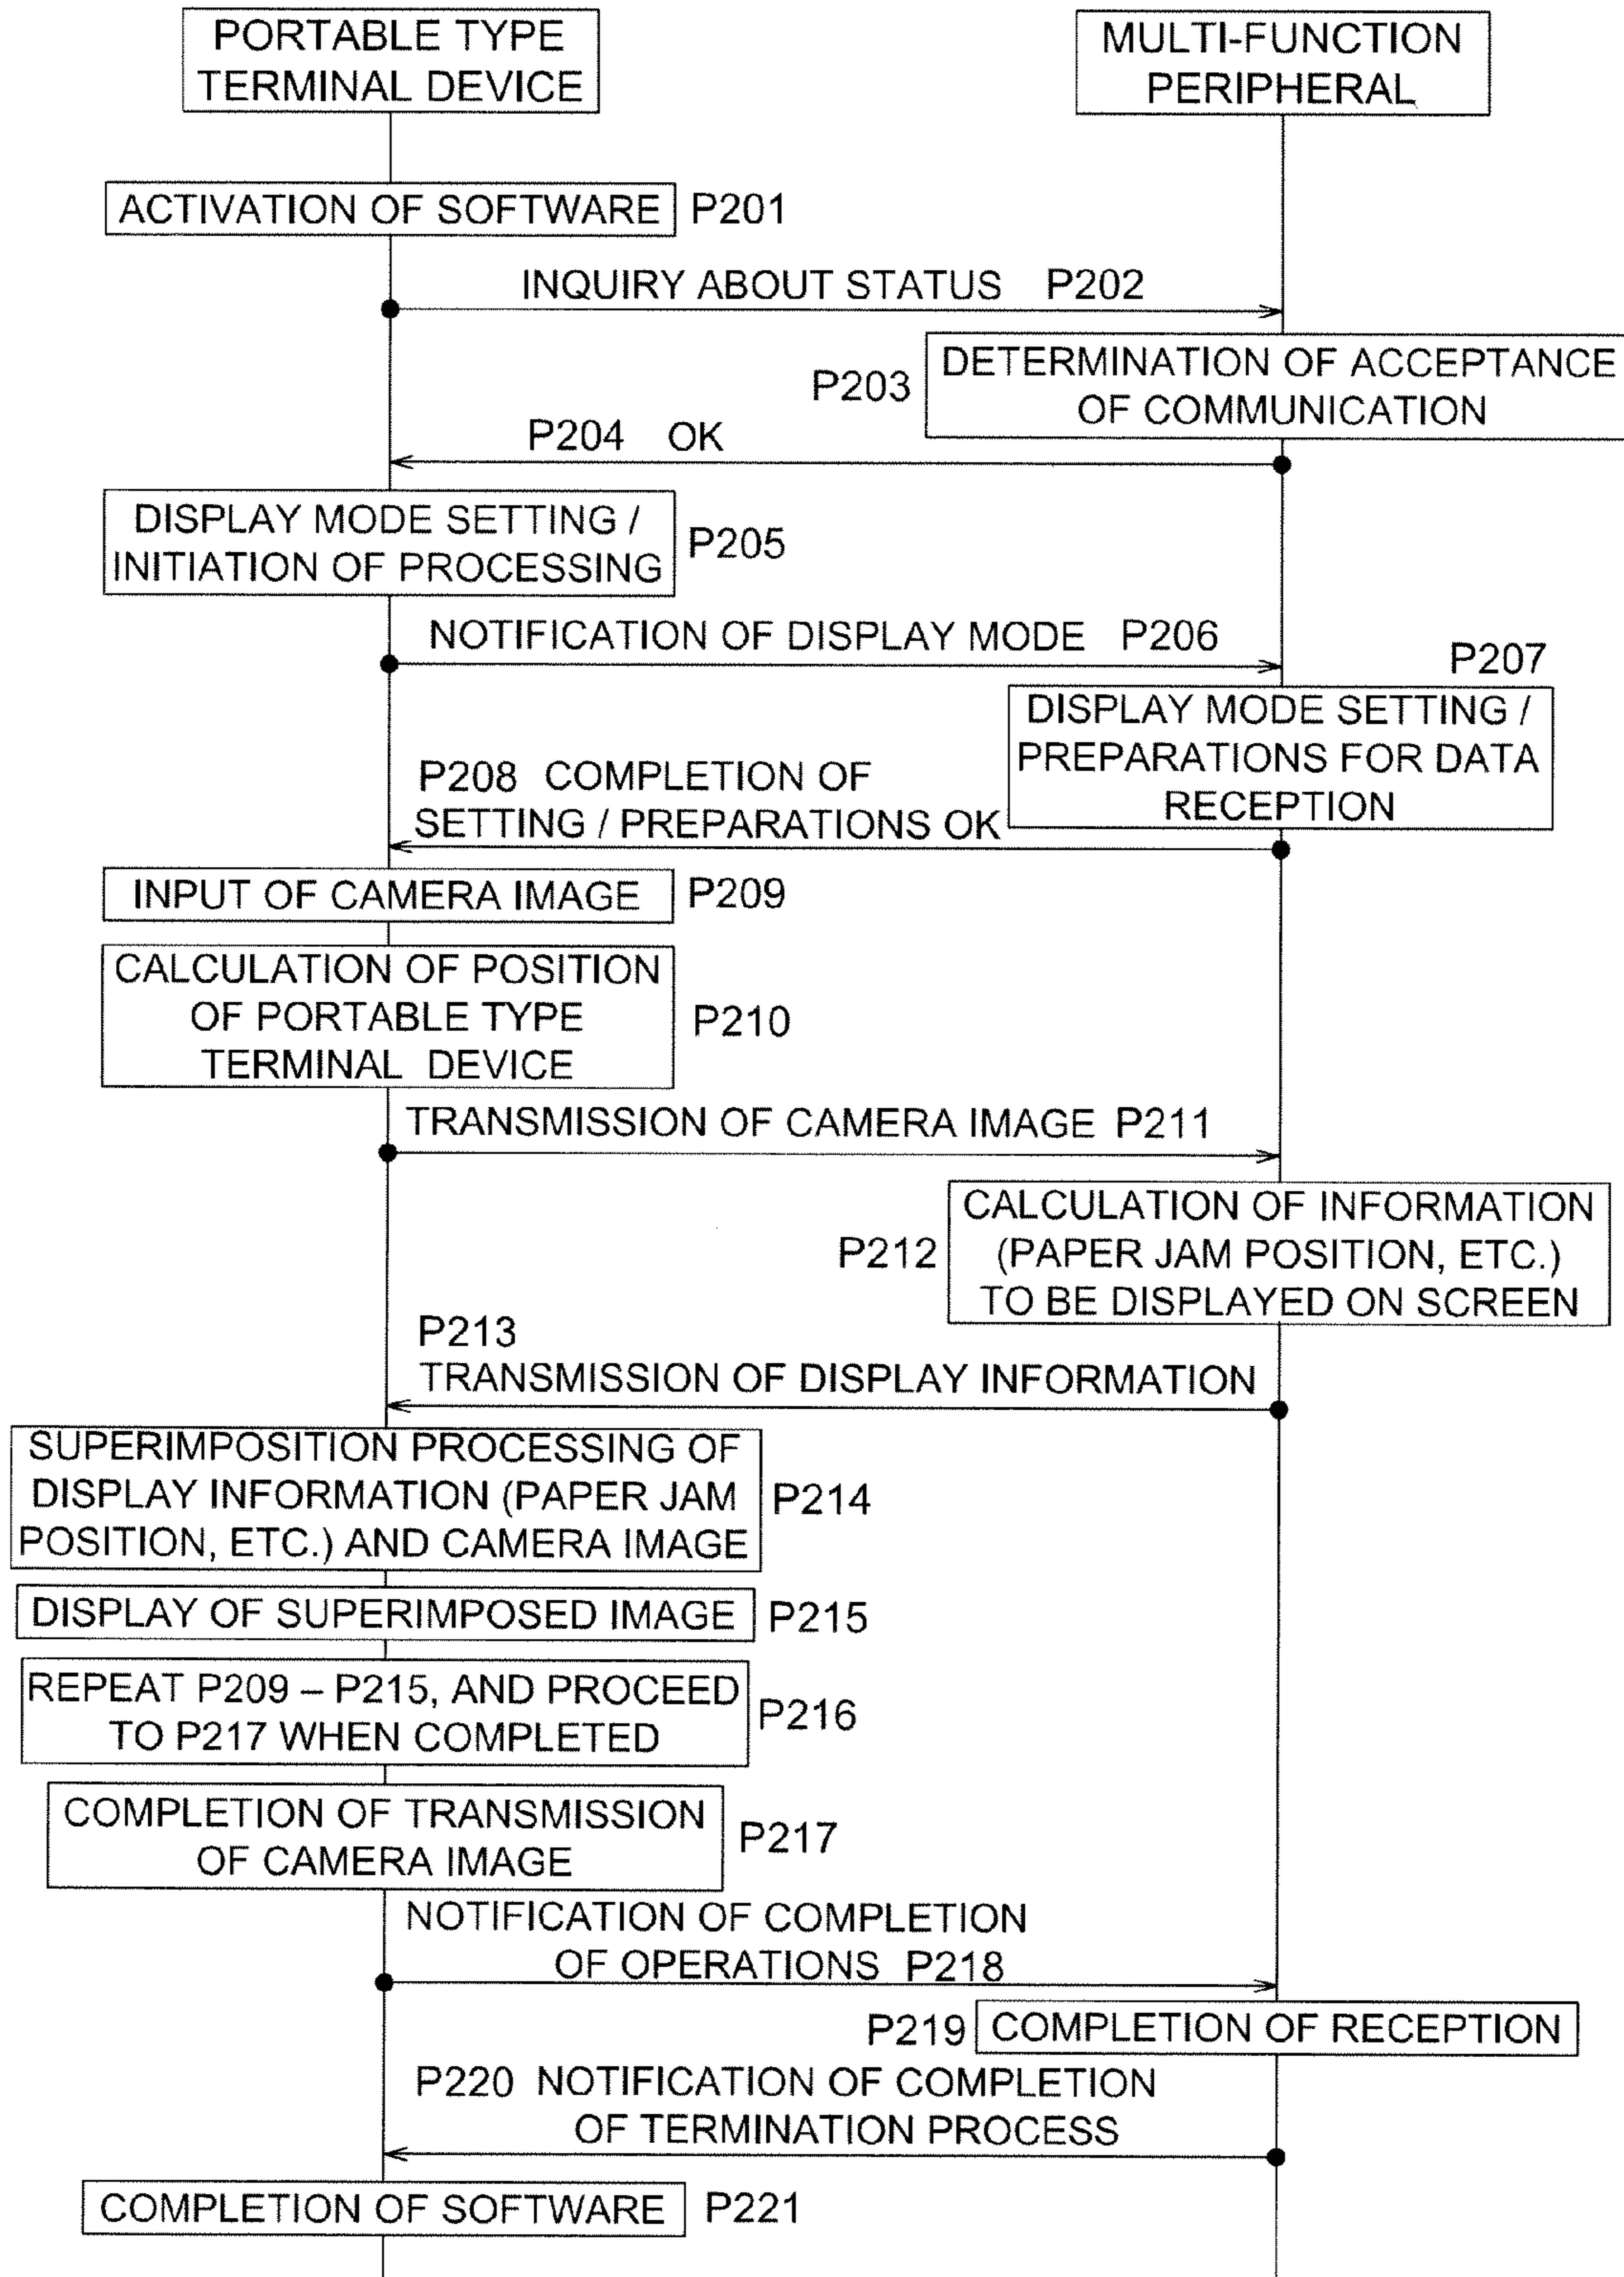 PORTABLE TYPE
TERMINAL DEVICE
MULTI-FUNCTION
PERIPHERAL
ACTIVATION OF SOFTWARE P201
INQUIRY ABOUT STATUS P202
P203
DETERMINATION OF ACCEPTANCE
OF COMMUNICATION
P204 OK
DISPLAY MODE SETTING /
INITIATION OF PROCESSING
P205
NOTIFICATION OF DISPLAY MODE P206
P207
DISPLAY MODE SETTING /
PREPARATIONS FOR DATA
RECEPTION
P208 COMPLETION OF
SETTING / PREPARATIONS OK
INPUT OF CAMERA IMAGE P209
CALCULATION OF POSITION
OF PORTABLE TYPE
TERMINAL DEVICE
P210
TRANSMISSION OF CAMERA IMAGE P211
P212
CALCULATION OF INFORMATION
(PAPER JAM POSITION, ETC.)
TO BE DISPLAYED ON SCREEN
P213
TRANSMISSION OF DISPLAY INFORMATION
SUPERIMPOSITION PROCESSING OF
DISPLAY INFORMATION (PAPER JAM
POSITION, ETC.) AND CAMERA IMAGE
P214
DISPLAY OF SUPERIMPOSED IMAGE P215
REPEAT P209 – P215, AND PROCEED
TO P217 WHEN COMPLETED
P216
COMPLETION OF TRANSMISSION
OF CAMERA IMAGE
P217
NOTIFICATION OF COMPLETION
OF OPERATIONS P218
P219 COMPLETION OF RECEPTION
P220 NOTIFICATION OF COMPLETION
OF TERMINATION PROCESS
COMPLETION OF SOFTWARE P221